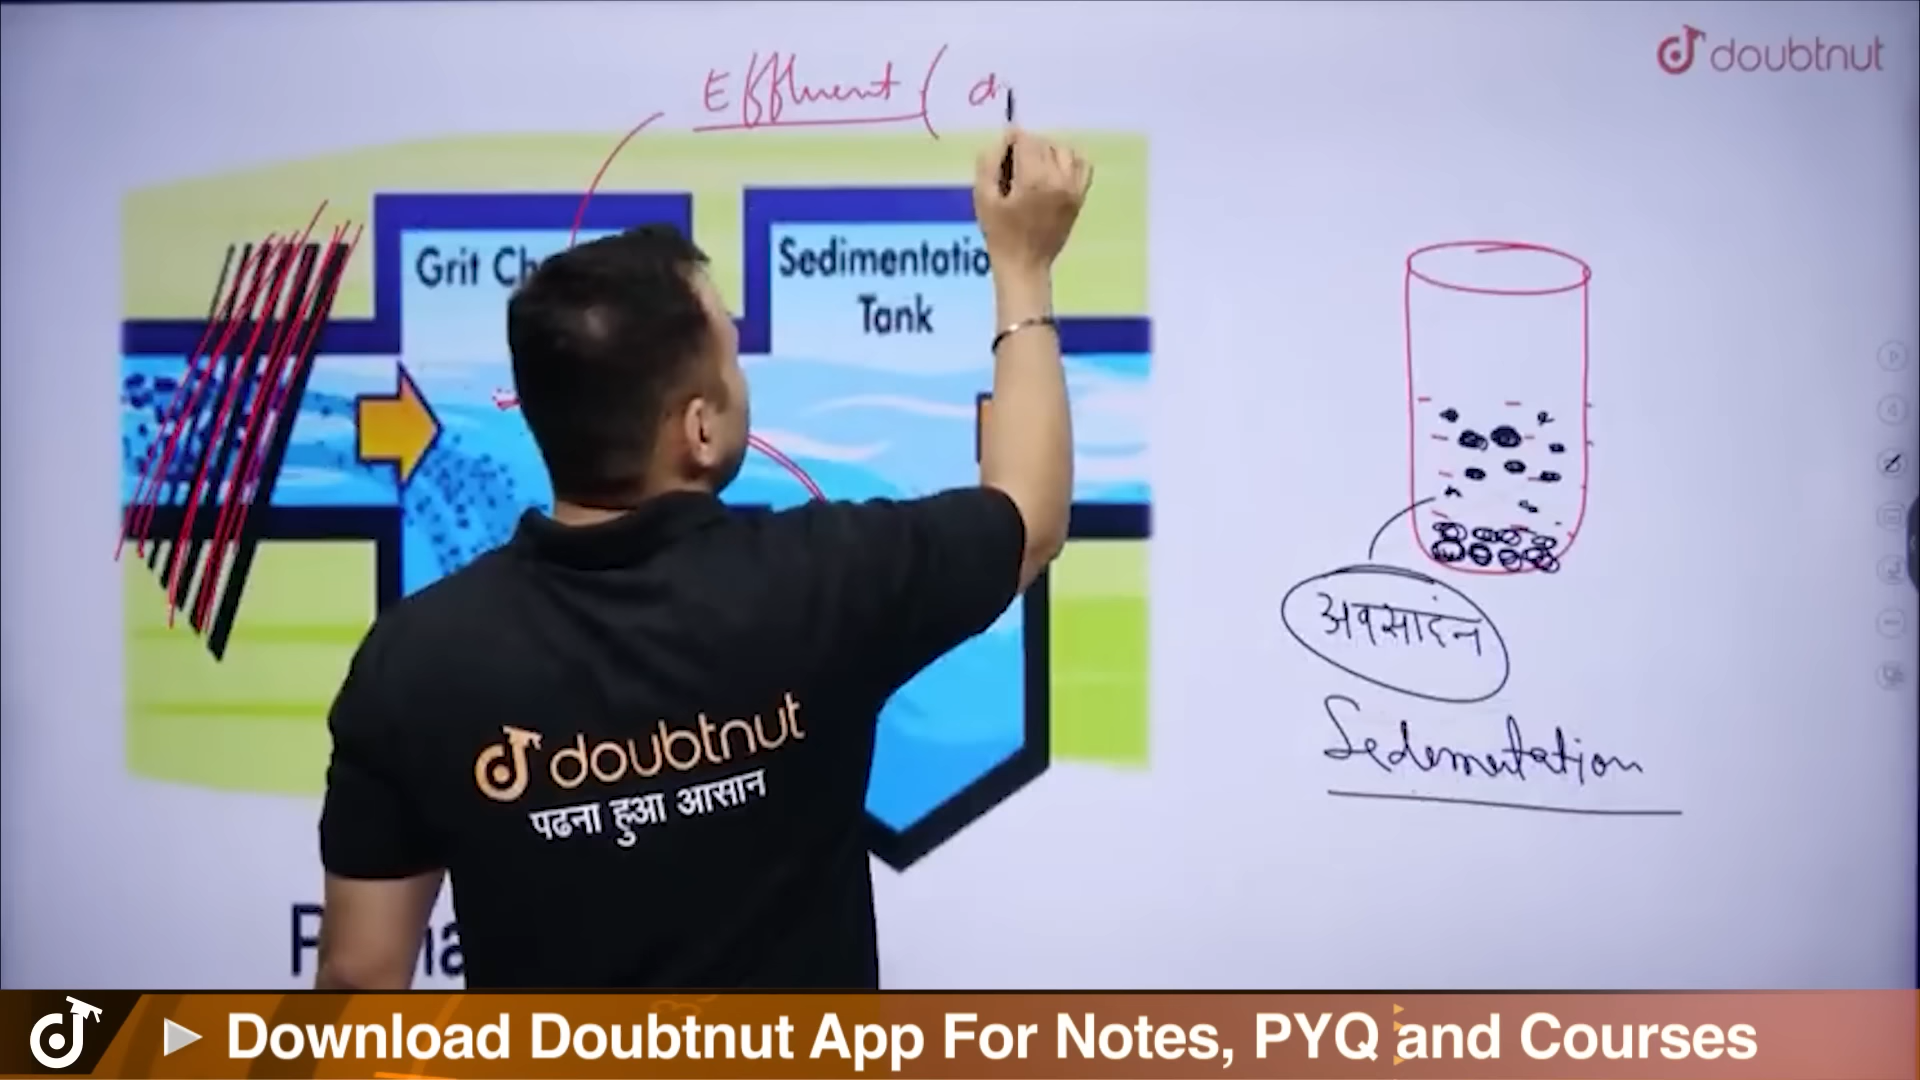 Effluent (
doubtnut
Grit Ch
Sedimentatio
Tank
अवसादन
Sedemetation
doubtnut
पढना हुआ आसान
Download Doubtnut App For Notes, PYQ and Courses